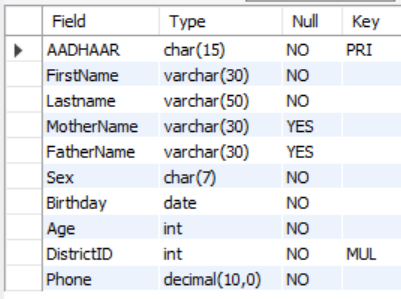 Field Type Null Key
AADHAAR char(15) NO PRI
FirstName varchar(30) NO
Lastname varchar(50) NO
MotherName varchar(30) YES
FatherName varchar(30) YES
Sex char(7) NO
Birthday date NO
Age int NO
DistrictID int NO MUL
Phone decimal(10,0) NO